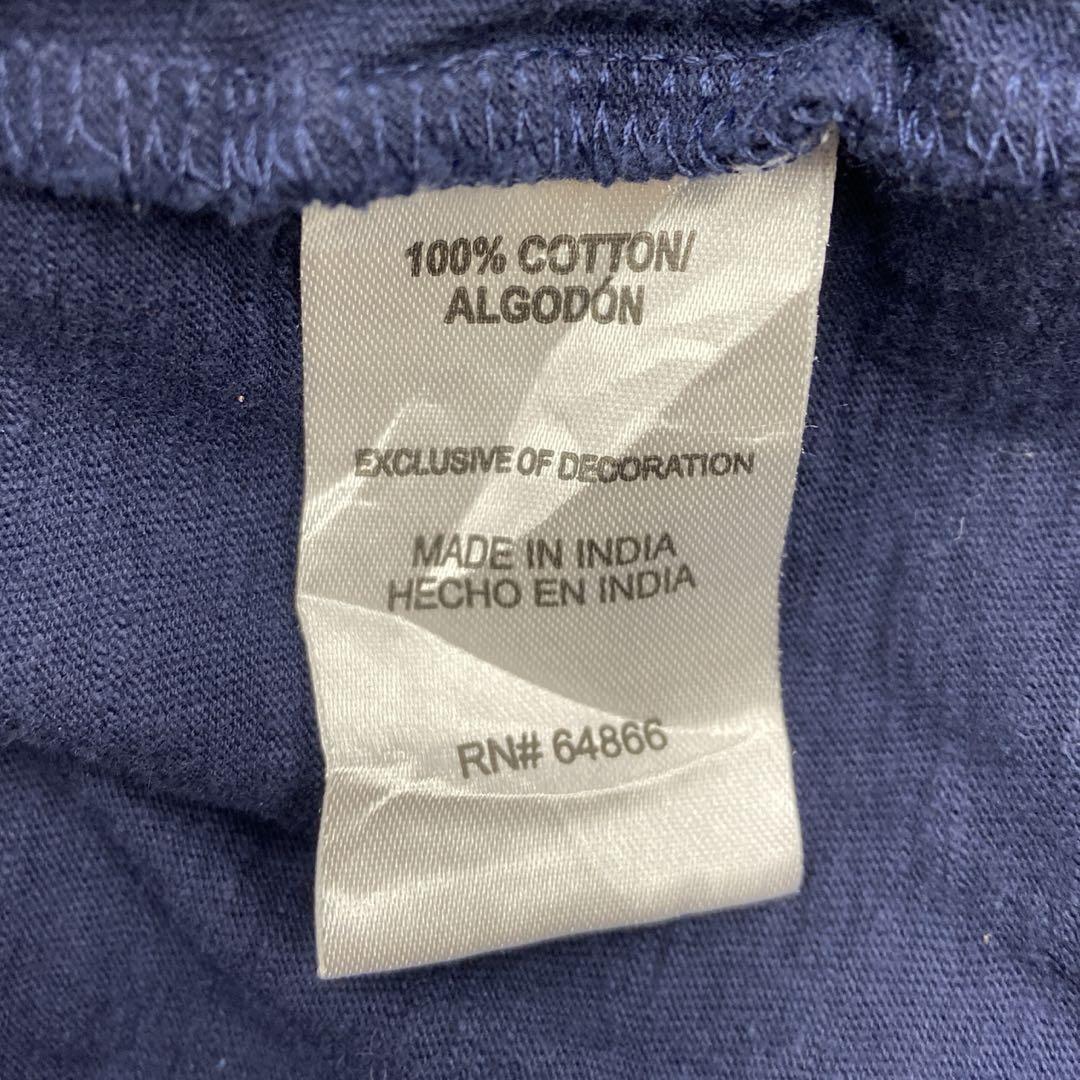 100% COTTON/
ALGODÓN
EXCLUSIVE OF DECORATION
MADE IN INDIA
HECHO EN INDIA
RN# 64866